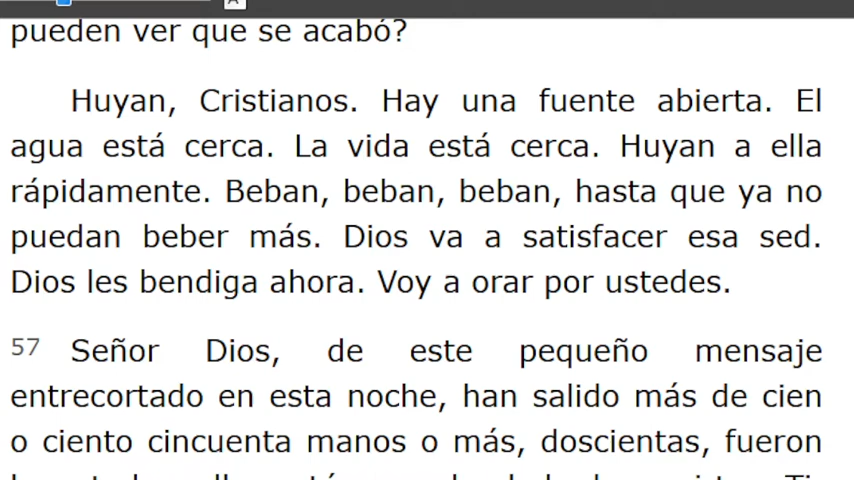 pueden ver que se acabó?
Huyan, Cristianos. Hay una fuente abierta. El
agua está cerca. La vida está cerca. Huyan a ella
rápidamente. Beban, beban, beban, hasta que ya no
puedan beber más. Dios va a satisfacer esa sed.
Dios les bendiga ahora. Voy a orar por ustedes.
57 Señor Dios, de este pequeño mensaje
entrecortado en esta noche, han salido más de cien
o ciento cincuenta manos o más, doscientas, fueron